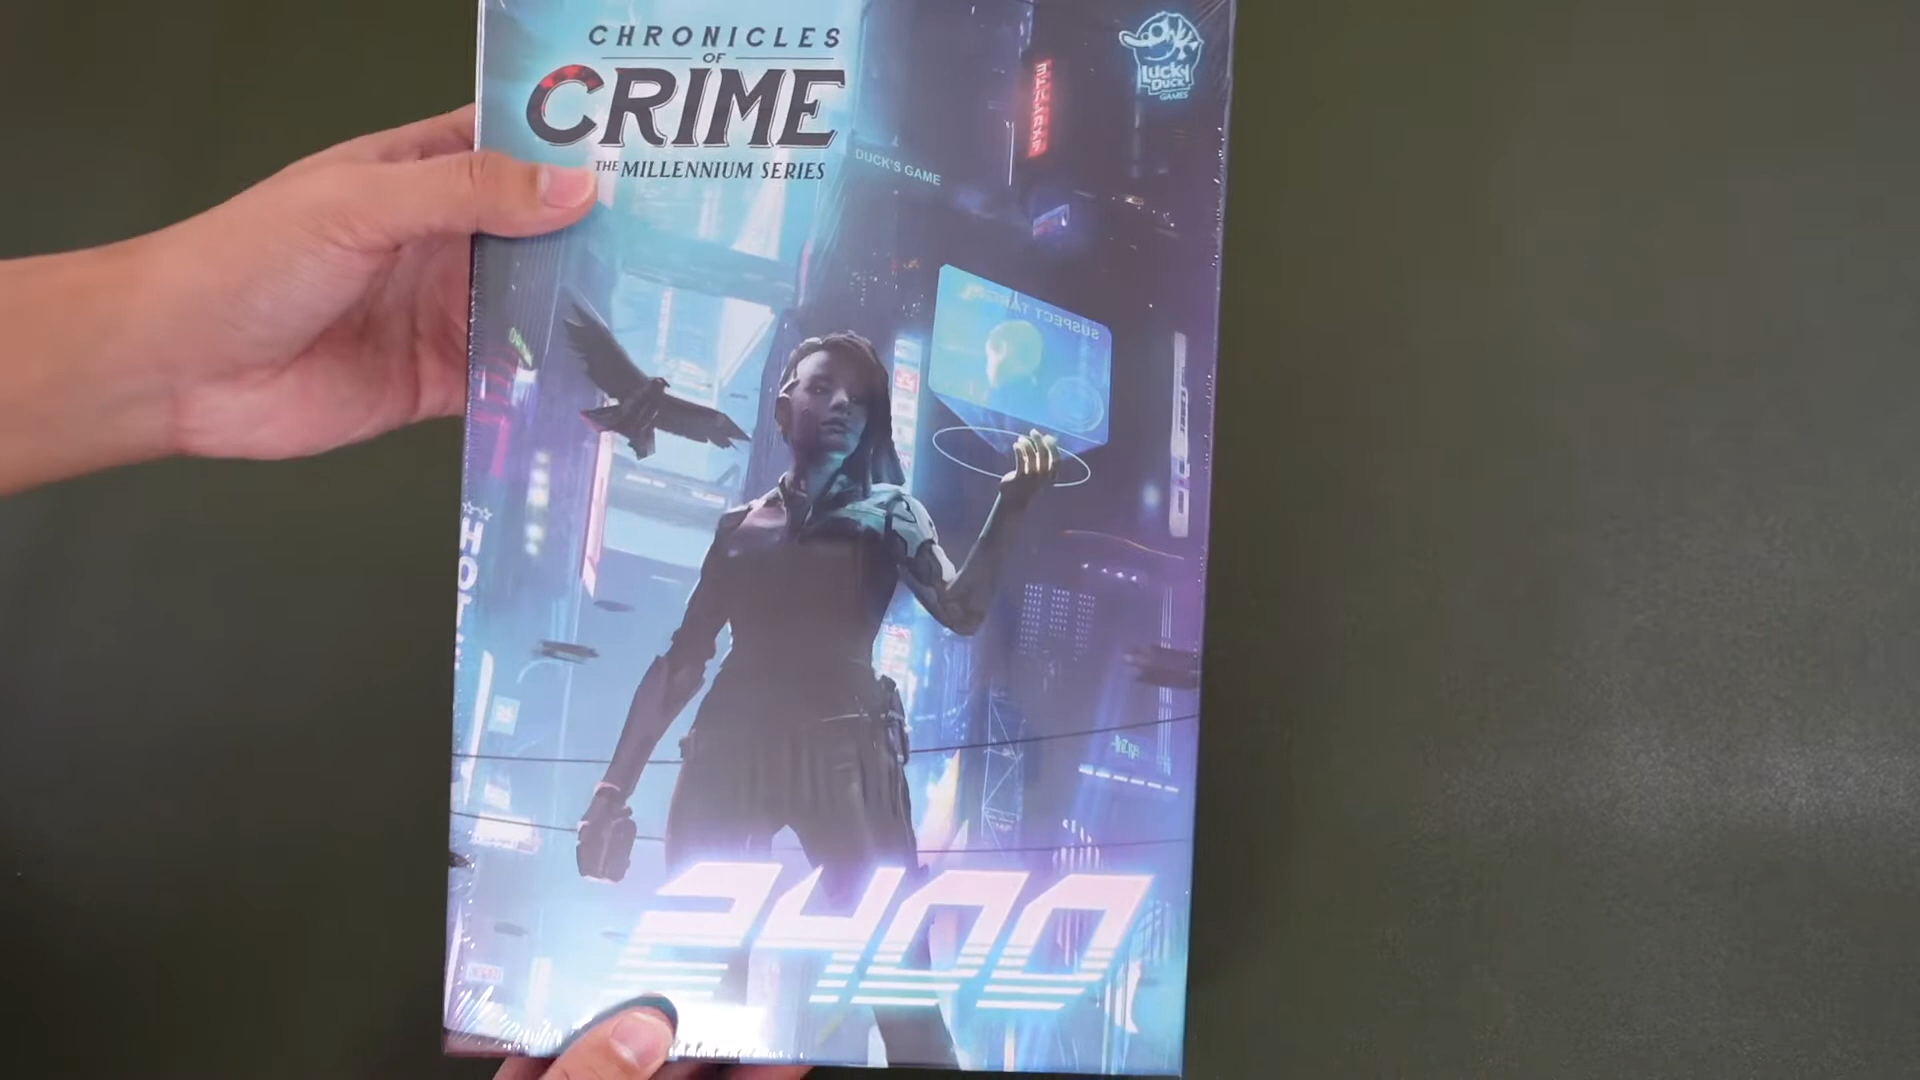 CHRONICLES
OF
CRIME
THE MILLENNIUM SERIES
LUCKY
DUCK
GAMES
DUCK'S GAME
SUSPECT
2400